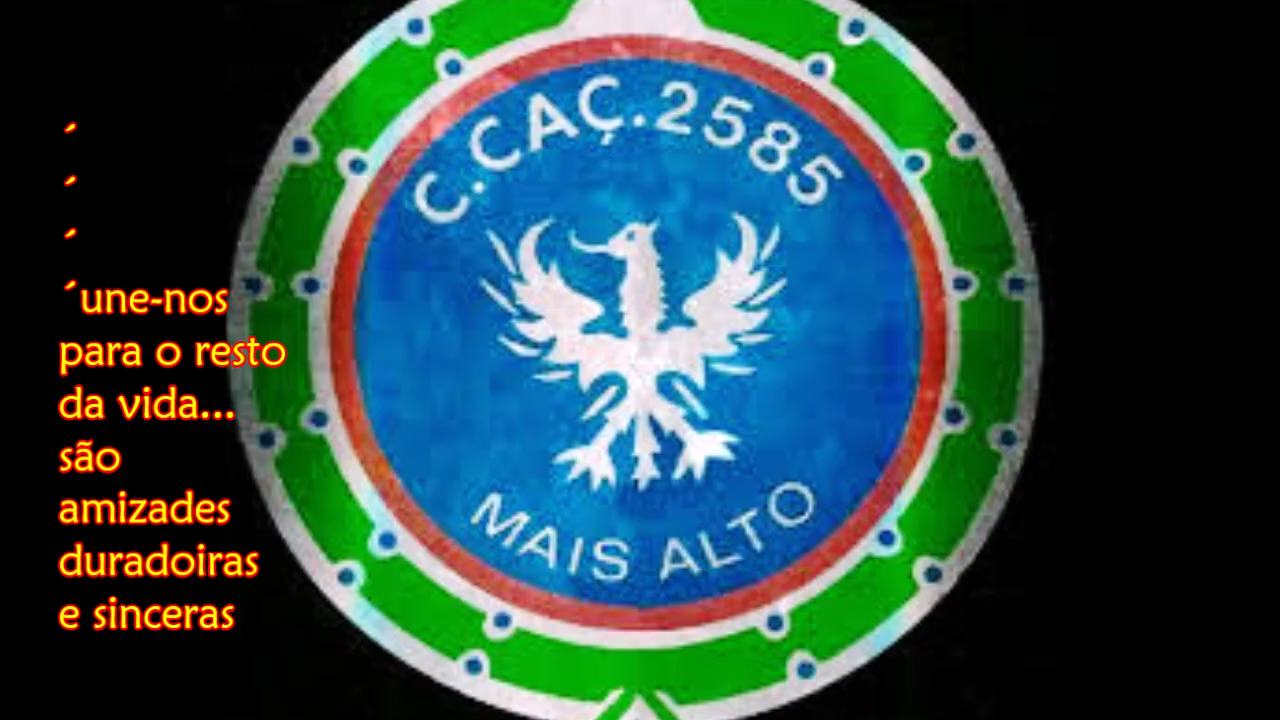 ´
´
´
´une-nos
para o resto
da vida...
são
amizades
duradoiras
e sinceras
C.CAÇ.2585
MAIS ALTO